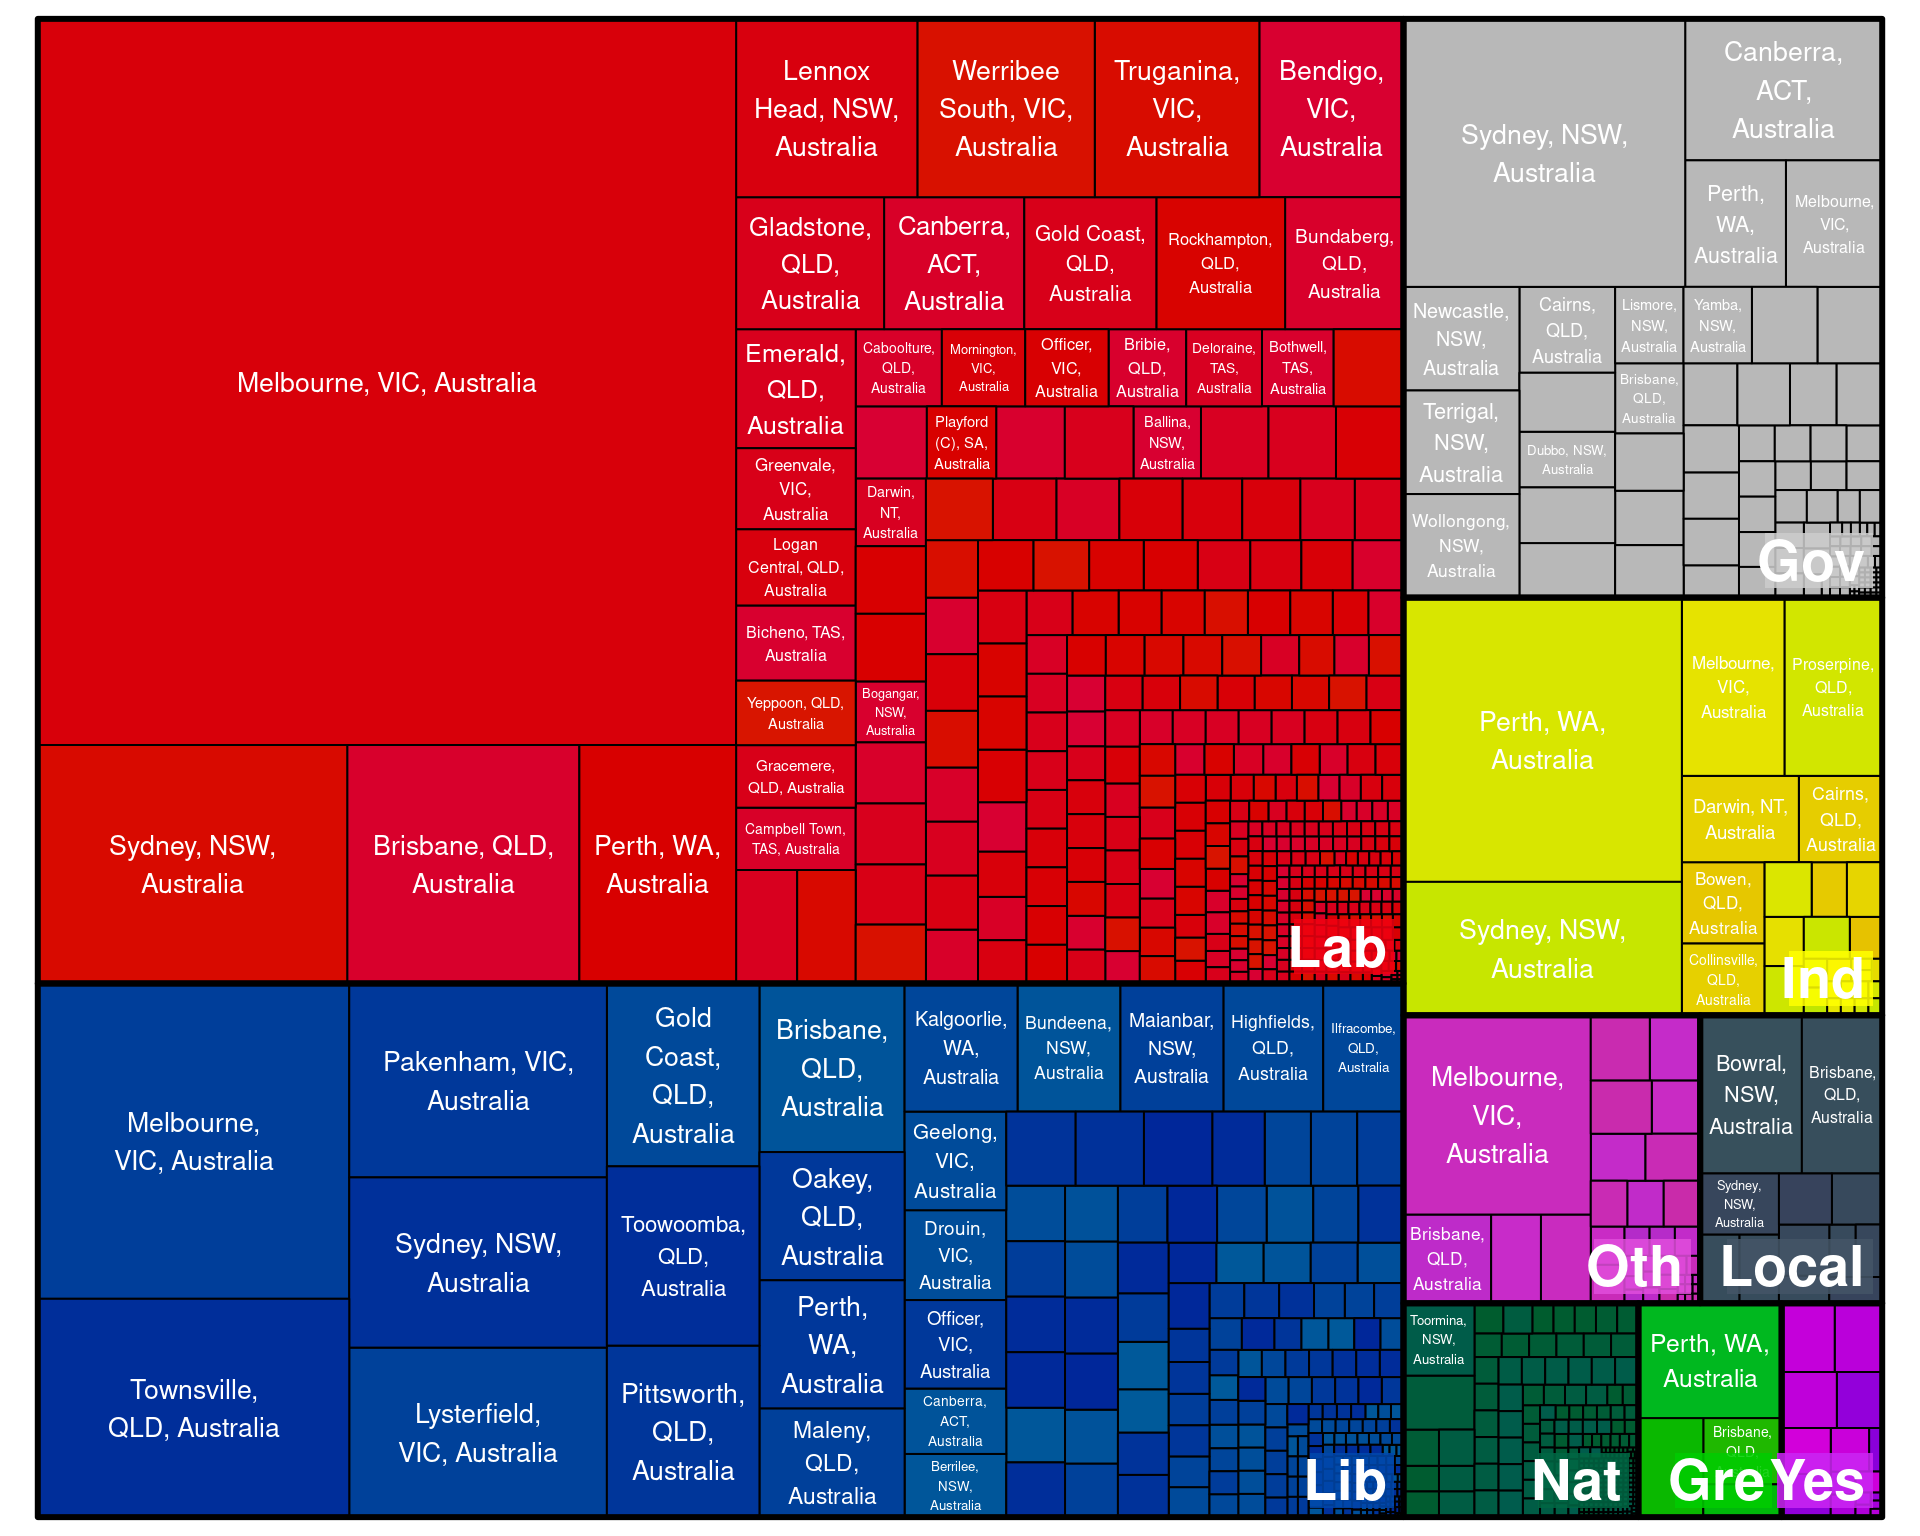 Melbourne, VIC, Australia
Sydney, NSW,
Australia
Brisbane, QLD,
Australia
Perth, WA,
Australia
Lennox
Head, NSW,
Australia
Werribee
South, VIC,
Australia
Truganina,
VIC,
Australia
Bendigo,
VIC,
Australia
Gladstone,
QLD,
Australia
Canberra,
ACT,
Australia
Gold Coast,
QLD,
Australia
Rockhampton,
QLD,
Australia
Bundaberg,
QLD,
Australia
Emerald,
QLD,
Australia
Greenvale,
VIC,
Australia
Logan
Central, QLD,
Australia
Bicheno, TAS,
Australia
Yeppoon, QLD,
Australia
Gracemere,
QLD, Australia
Campbell Town,
TAS, Australia
Caboolture,
QLD,
Australia
Mornington,
VIC,
Australia
Officer,
VIC,
Australia
Bribie,
QLD,
Australia
Deloraine,
TAS,
Australia
Bothwell,
TAS,
Australia
Playford
(C), SA,
Australia
Ballina,
NSW,
Australia
Darwin,
NT,
Australia
Bogangar,
NSW,
Australia
Lab
Melbourne,
VIC, Australia
Townsville,
QLD, Australia
Pakenham, VIC,
Australia
Sydney, NSW,
Australia
Lysterfield,
VIC, Australia
Gold
Coast,
QLD,
Australia
Toowoomba,
QLD,
Australia
Pittsworth,
QLD,
Australia
Brisbane,
QLD,
Australia
Oakey,
QLD,
Australia
Perth,
WA,
Australia
Maleny,
QLD,
Australia
Kalgoorlie,
WA,
Australia
Bundeena,
NSW,
Australia
Maianbar,
NSW,
Australia
Highfields,
QLD,
Australia
Ilfracombe,
QLD,
Australia
Geelong,
VIC,
Australia
Drouin,
VIC,
Australia
Officer,
VIC,
Australia
Canberra,
ACT,
Australia
Berrilee,
NSW,
Australia
Lib
Sydney, NSW,
Australia
Canberra,
ACT,
Australia
Perth,
WA,
Australia
Melbourne,
VIC,
Australia
Newcastle,
NSW,
Australia
Terrigal,
NSW,
Australia
Wollongong,
NSW,
Australia
Cairns,
QLD,
Australia
Dubbo, NSW,
Australia
Lismore,
NSW,
Australia
Brisbane,
QLD,
Australia
Yamba,
NSW,
Australia
Gov
Perth, WA,
Australia
Sydney, NSW,
Australia
Melbourne,
VIC,
Australia
Proserpine,
QLD,
Australia
Darwin, NT,
Australia
Cairns,
QLD,
Australia
Bowen,
QLD,
Australia
Collinsville,
QLD,
Australia
Ind
Melbourne,
VIC,
Australia
Brisbane,
QLD,
Australia
Oth
Bowral,
NSW,
Australia
Brisbane,
QLD,
Australia
Sydney,
NSW,
Australia
Local
Toormina,
NSW,
Australia
Nat
Perth, WA,
Australia
Brisbane,
QLD,
Gre
Yes